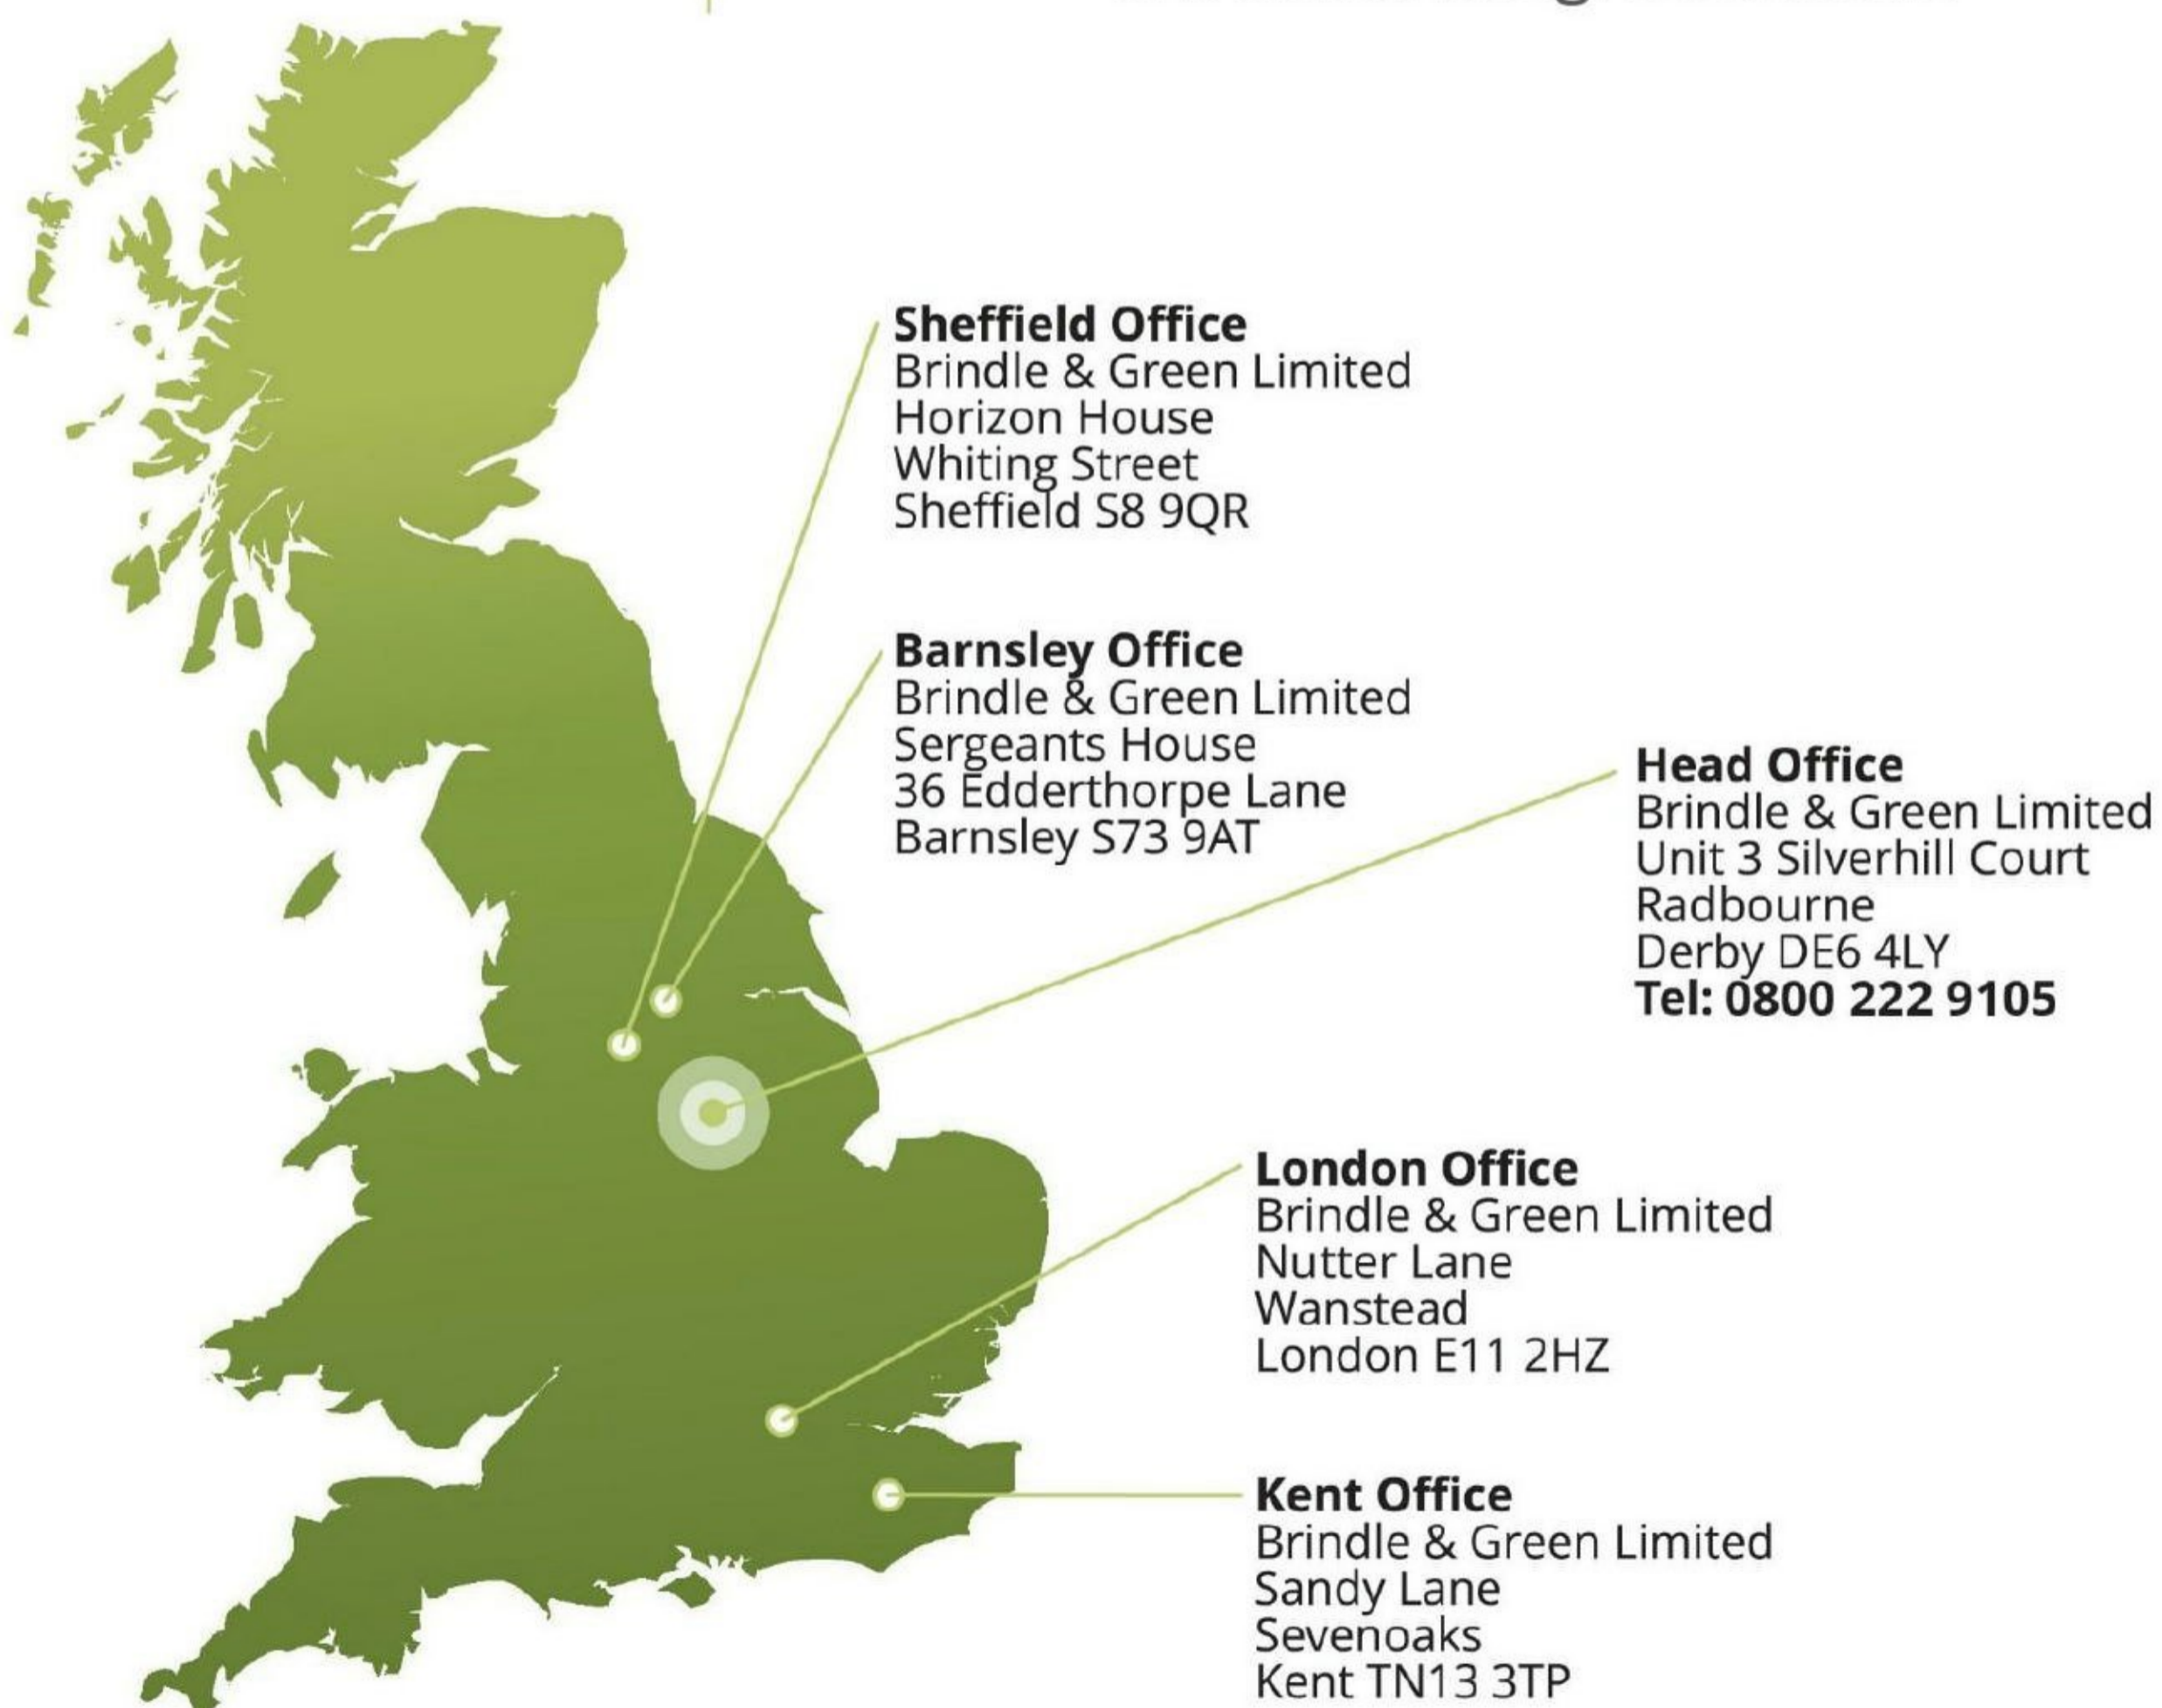 Sheffield Office
Brindle & Green Limited
Horizon House
Whiting Street
Sheffield S8 9QR
Barnsley Office
Brindle & Green Limited
Sergeants House
36 Edderthorpe Lane
Barnsley S73 9AT
Head Office
Brindle & Green Limited
Unit 3 Silverhill Court
Radbourne
Derby DE6 4LY
Tel: 0800 222 9105
London Office
Brindle & Green Limited
Nutter Lane
Wanstead
London E11 2HZ
Kent Office
Brindle & Green Limited
Sandy Lane
Sevenoaks
Kent TN13 3TP